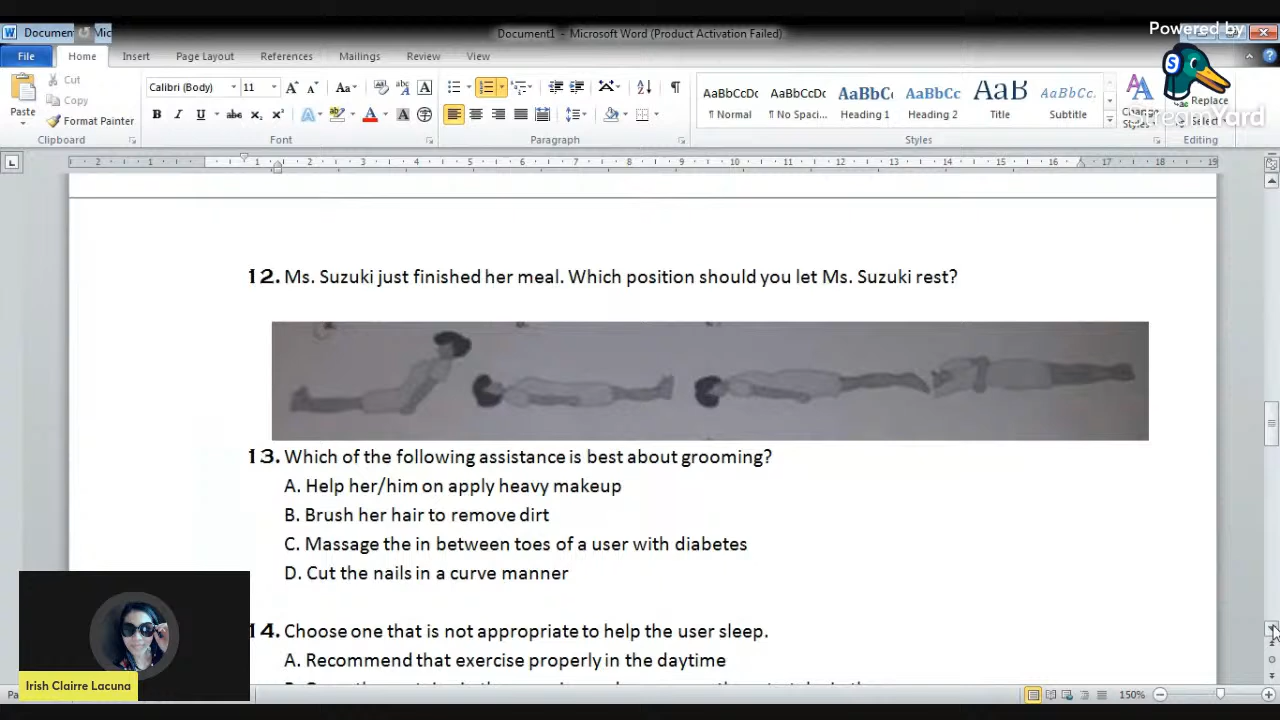 Document1 - Microsoft Word (Product Activation Failed)
Powered by
StreamYard
File Home Insert Page Layout References Mailings Review View
Cut
Copy
Format Painter
Paste
Clipboard
Calibri (Body) 11
Font
Paragraph
AaBbCcDc AaBbCcDc AaBbCc AaBbCc AaB AaBbCc.
¶ Normal ¶ No Spaci... Heading 1 Heading 2 Title Subtitle
Change Styles
Styles
Replace
Select
Editing
12. Ms. Suzuki just finished her meal. Which position should you let Ms. Suzuki rest?
13. Which of the following assistance is best about grooming?
A. Help her/him on apply heavy makeup
B. Brush her hair to remove dirt
C. Massage the in between toes of a user with diabetes
D. Cut the nails in a curve manner
14. Choose one that is not appropriate to help the user sleep.
A. Recommend that exercise properly in the daytime
Irish Clairre Lacuna
150%